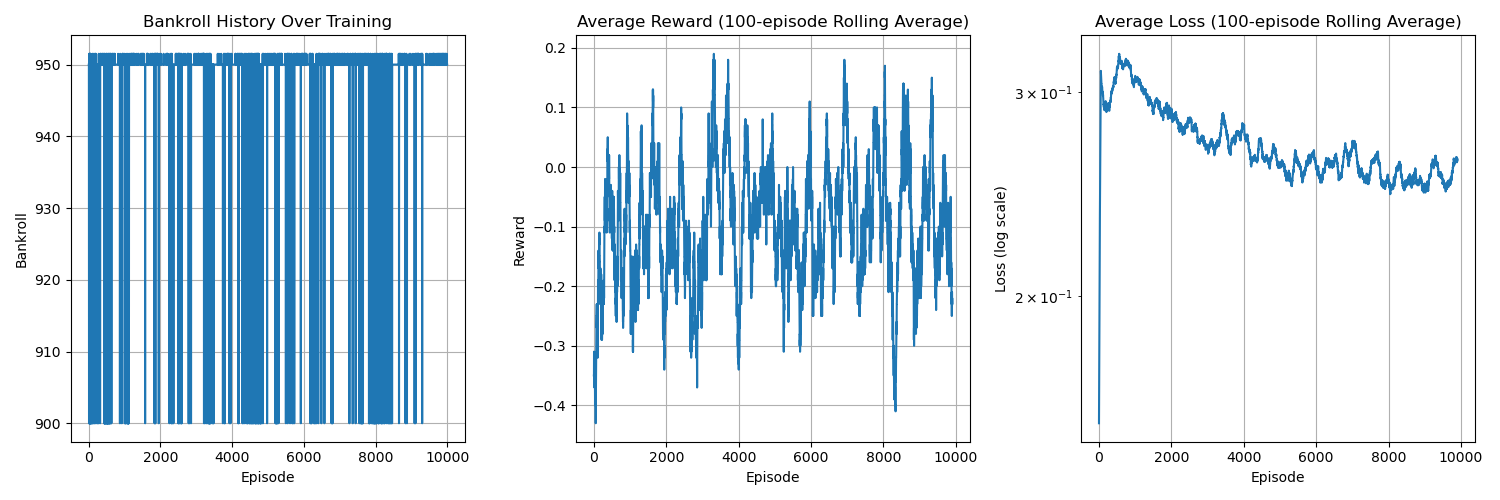 Bankroll History Over Training
Bankroll
950
940
930
920
910
900
0 2000 4000 6000 8000 10000
Episode
Average Reward (100-episode Rolling Average)
Reward
0.2
0.1
0.0
−0.1
−0.2
−0.3
−0.4
0 2000 4000 6000 8000 10000
Episode
Average Loss (100-episode Rolling Average)
Loss (log scale)
3 × 10⁻¹
2 × 10⁻¹
0 2000 4000 6000 8000 10000
Episode